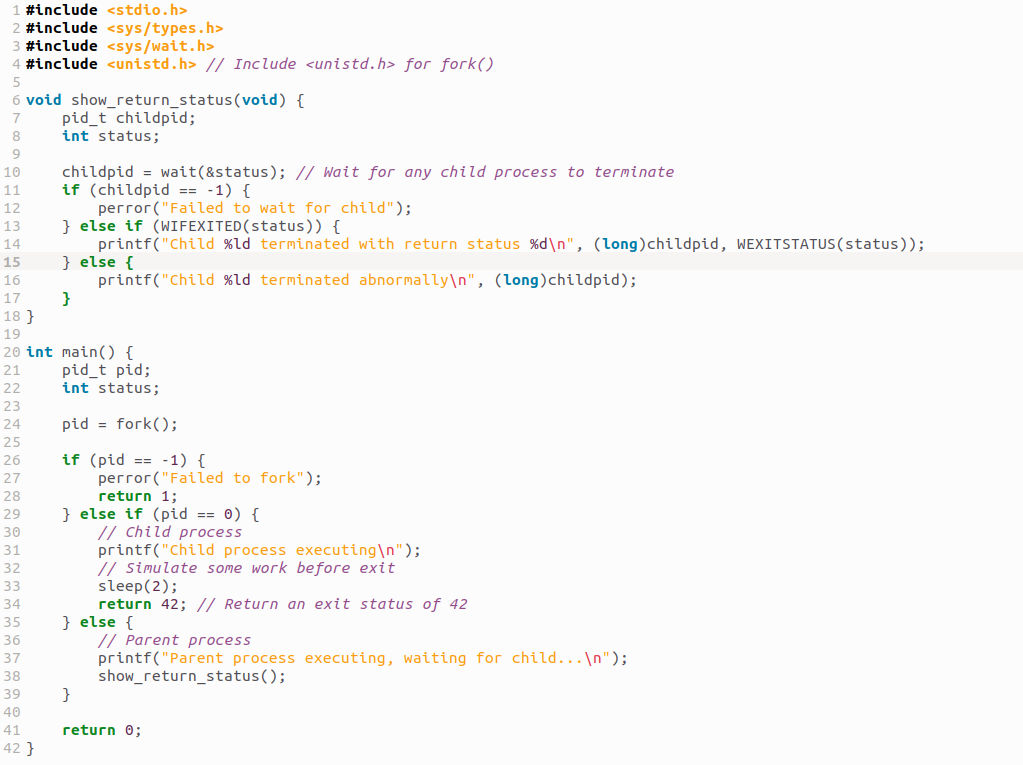 1 #include <stdio.h>
2 #include <sys/types.h>
3 #include <sys/wait.h>
4 #include <unistd.h> // Include <unistd.h> for fork()
5
6 void show_return_status(void) {
7     pid_t childpid;
8     int status;
9
10     childpid = wait(&status); // Wait for any child process to terminate
11     if (childpid == -1) {
12         perror("Failed to wait for child");
13     } else if (WIFEXITED(status)) {
14         printf("Child %ld terminated with return status %d\n", (long)childpid, WEXITSTATUS(status));
15     } else {
16         printf("Child %ld terminated abnormally\n", (long)childpid);
17     }
18 }
19
20 int main() {
21     pid_t pid;
22     int status;
23
24     pid = fork();
25
26     if (pid == -1) {
27         perror("Failed to fork");
28         return 1;
29     } else if (pid == 0) {
30         // Child process
31         printf("Child process executing\n");
32         // Simulate some work before exit
33         sleep(2);
34         return 42; // Return an exit status of 42
35     } else {
36         // Parent process
37         printf("Parent process executing, waiting for child...\n");
38         show_return_status();
39     }
40
41     return 0;
42 }